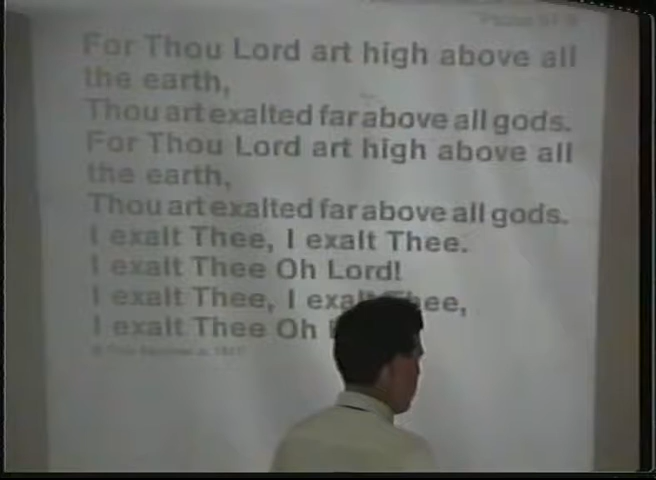 For Thou Lord art high above all
the earth,
Thou art exalted far above all gods.
For Thou Lord art high above all
the earth,
Thou art exalted far above all gods.
I exalt Thee, I exalt Thee.
I exalt Thee Oh Lord!
I exalt Thee, I exalt Thee,
I exalt Thee Oh